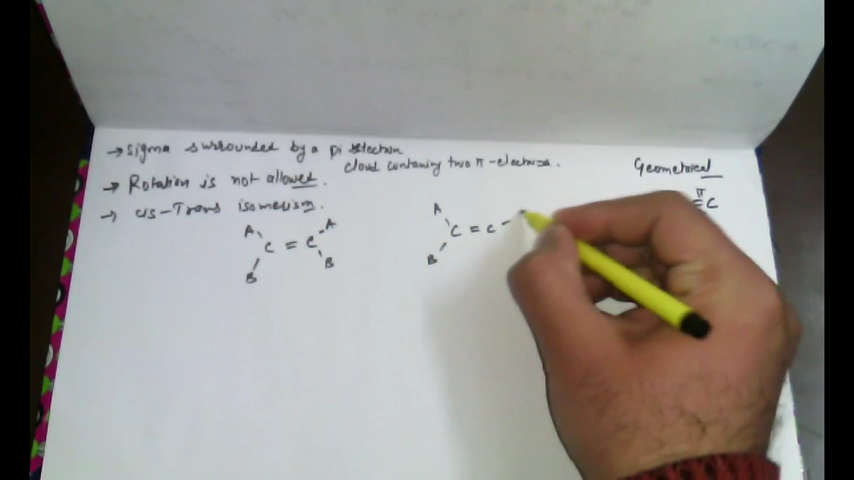 → Sigma surrounded by a Pi electron
cloud containing two π-electrons.
Geometrical
→ Rotation is not allowed.
π
=C
→ cis-Trans isomerism.
A A
C = C
B B
A
C = C
B